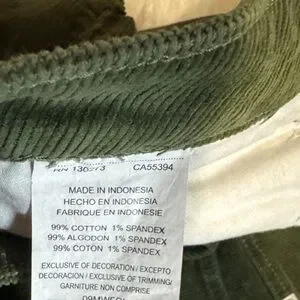 RN 136273 CA55394
MADE IN INDONESIA
HECHO EN INDONESIA
FABRIQUE EN INDONESIE
99% COTTON 1% SPANDEX
99% ALGODON 1% SPANDEX
99% COTON 1% SPANDEX
EXCLUSIVE OF DECORATION / EXCEPTO
DECORACION / EXCLUSIVE OF TRIMMING/
GARNITURE NON COMPRISE